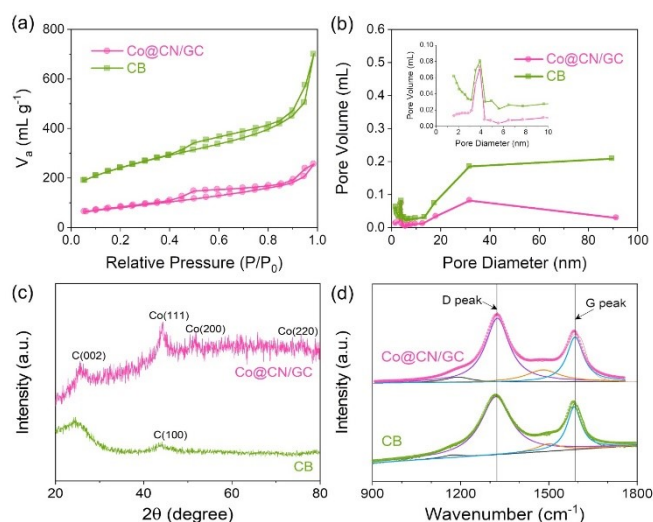 (a)
Co@CN/GC
CB
Vₐ (mL g⁻¹)
800
600
400
200
0
0.0 0.2 0.4 0.6 0.8 1.0
Relative Pressure (P/P₀)
(b)
Co@CN/GC
CB
Pore Volume (mL)
0.6
0.5
0.4
0.3
0.2
0.1
0.0
0 20 40 60 80 100
Pore Diameter (nm)
Pore Volume (mL)
0.10
0.08
0.06
0.04
0.02
0.00
2 4 6 8 10
Pore Diameter (nm)
(c)
C(002)
Co(111)
Co(200)
Co(220)
Co@CN/GC
C(100)
CB
Intensity (a.u.)
20 30 40 50 60 70 80
2θ (degree)
(d)
D peak
G peak
Co@CN/GC
CB
Intensity (a.u.)
900 1200 1500 1800
Wavenumber (cm⁻¹)